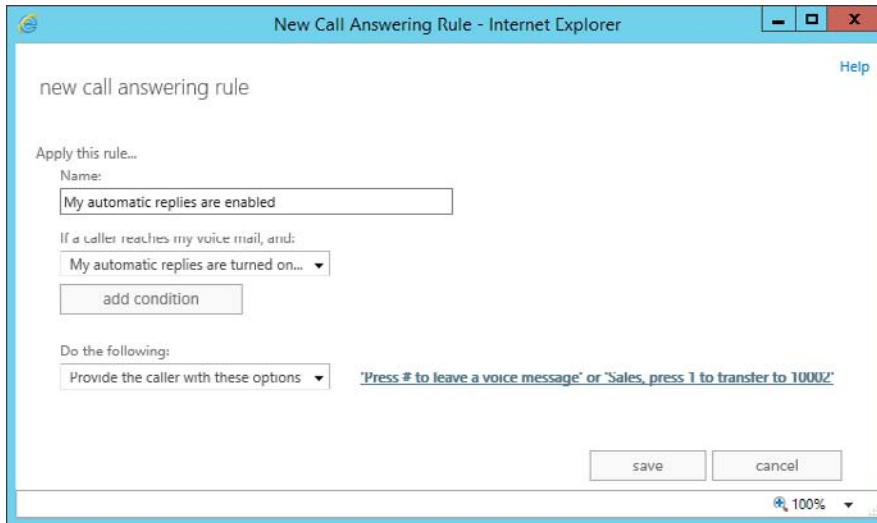 New Call Answering Rule - Internet Explorer
Help
new call answering rule
Apply this rule...
Name:
My automatic replies are enabled
If a caller reaches my voice mail, and:
My automatic replies are turned on...
add condition
Do the following:
Provide the caller with these options
'Press # to leave a voice message' or 'Sales, press 1 to transfer to 10002'
save
cancel
100%